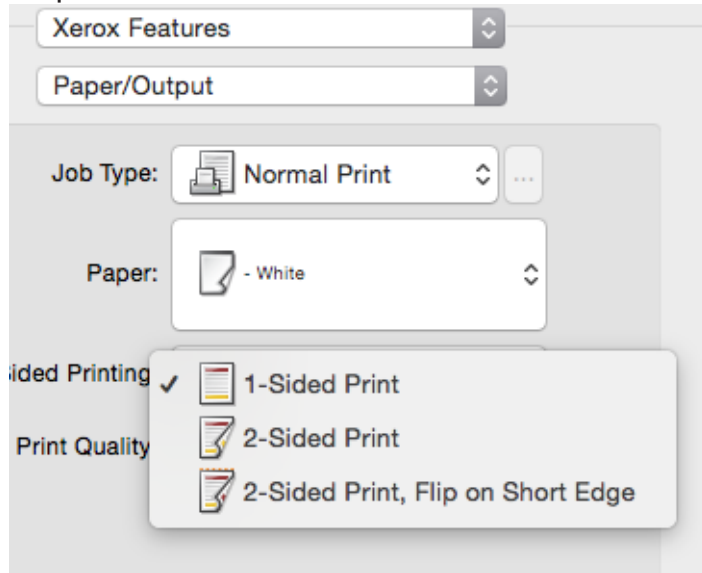 Xerox Features
Paper/Output
Job Type: Normal Print ...
Paper: - White
Sided Printing
✓ 1-Sided Print
Print Quality
2-Sided Print
2-Sided Print, Flip on Short Edge